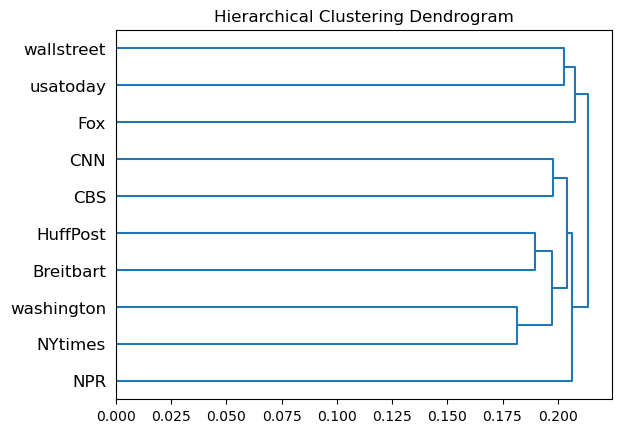 Hierarchical Clustering Dendrogram
wallstreet
usatoday
Fox
CNN
CBS
HuffPost
Breitbart
washington
NYtimes
NPR
0.000 0.025 0.050 0.075 0.100 0.125 0.150 0.175 0.200